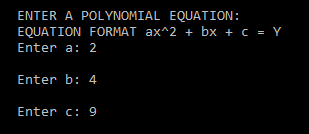 ENTER A POLYNOMIAL EQUATION:
EQUATION FORMAT ax^2 + bx + c = Y
Enter a: 2
Enter b: 4
Enter c: 9